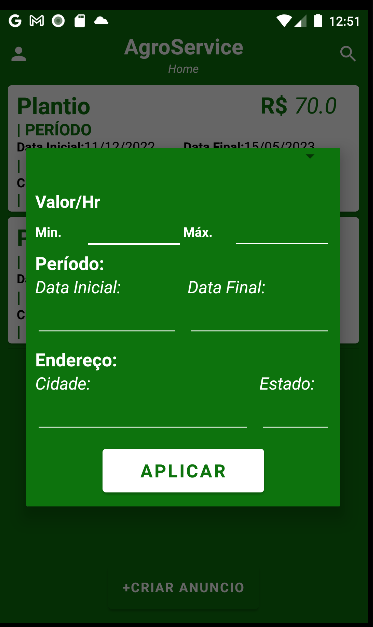 12:51
AgroService
Home
Plantio R$ 70.0
| PERÍODO
Data Inicial:11/12/2022 Data Final:15/05/2023
Valor/Hr
Min. Máx.
Período:
Data Inicial: Data Final:
Endereço:
Cidade: Estado:
APLICAR
+CRIAR ANUNCIO